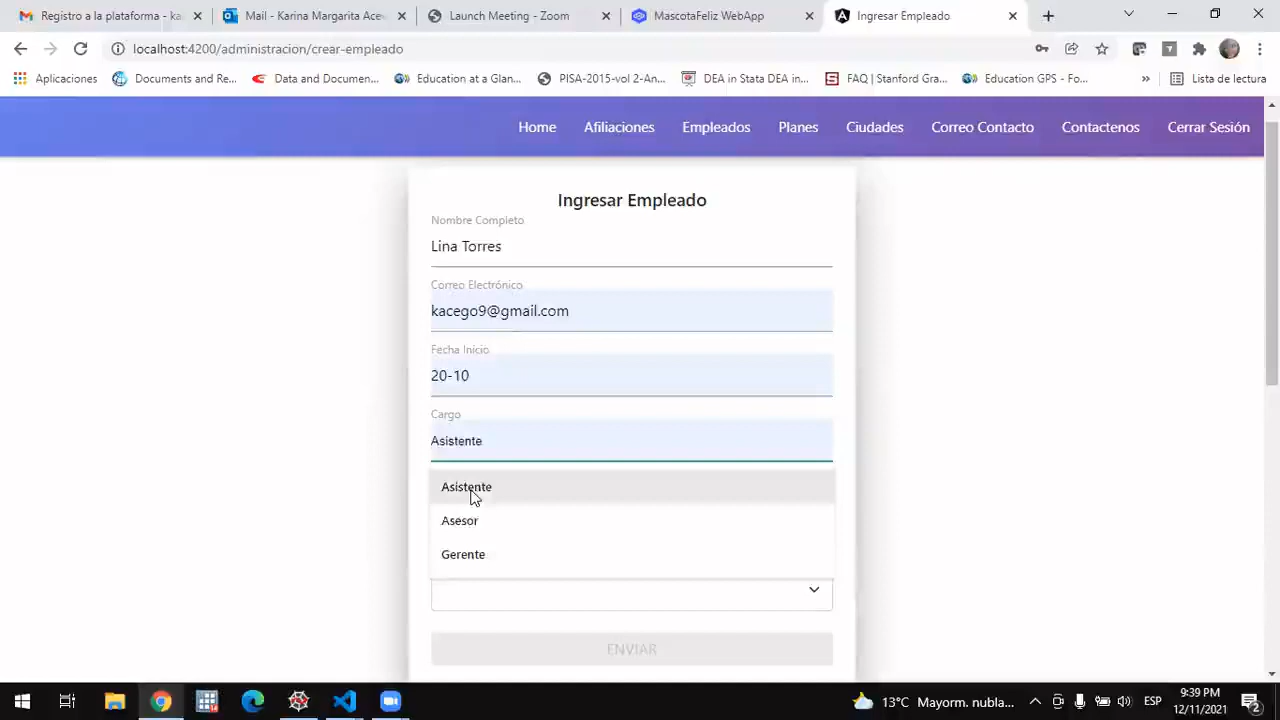 Registro a la plataforma - ka
Mail - Karina Margarita Ace
Launch Meeting - Zoom
MascotaFeliz WebApp
Ingresar Empleado
localhost:4200/administracion/crear-empleado
Aplicaciones
Documents and Re...
Data and Documen...
Education at a Glan...
PISA-2015-vol 2-An...
DEA in Stata DEA in...
FAQ | Stanford Gra...
Education GPS - Fo...
»
Lista de lectura
Home
Afiliaciones
Empleados
Planes
Ciudades
Correo Contacto
Contactenos
Cerrar Sesión
Ingresar Empleado
Nombre Completo
Lina Torres
Correo Electrónico
kacego9@gmail.com
Fecha Inicio
20-10
Cargo
Asistente
Asistente
Asesor
Gerente
ENVIAR
13°C Mayorm. nubla...
ESP
9:39 PM
12/11/2021
2